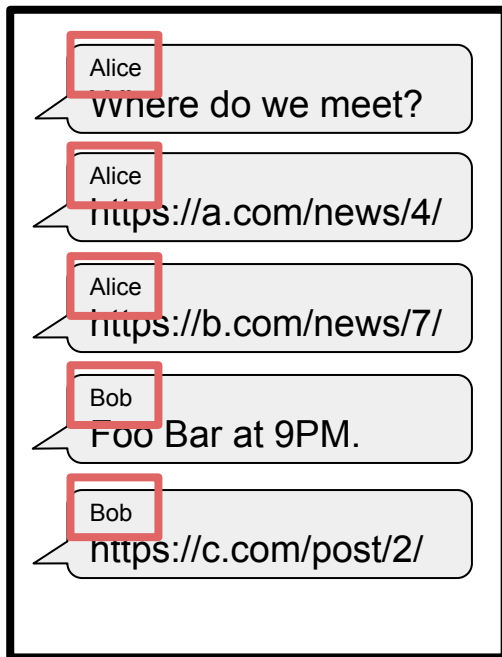 Alice
Where do we meet?
Alice
https://a.com/news/4/
Alice
https://b.com/news/7/
Bob
Foo Bar at 9PM.
Bob
https://c.com/post/2/